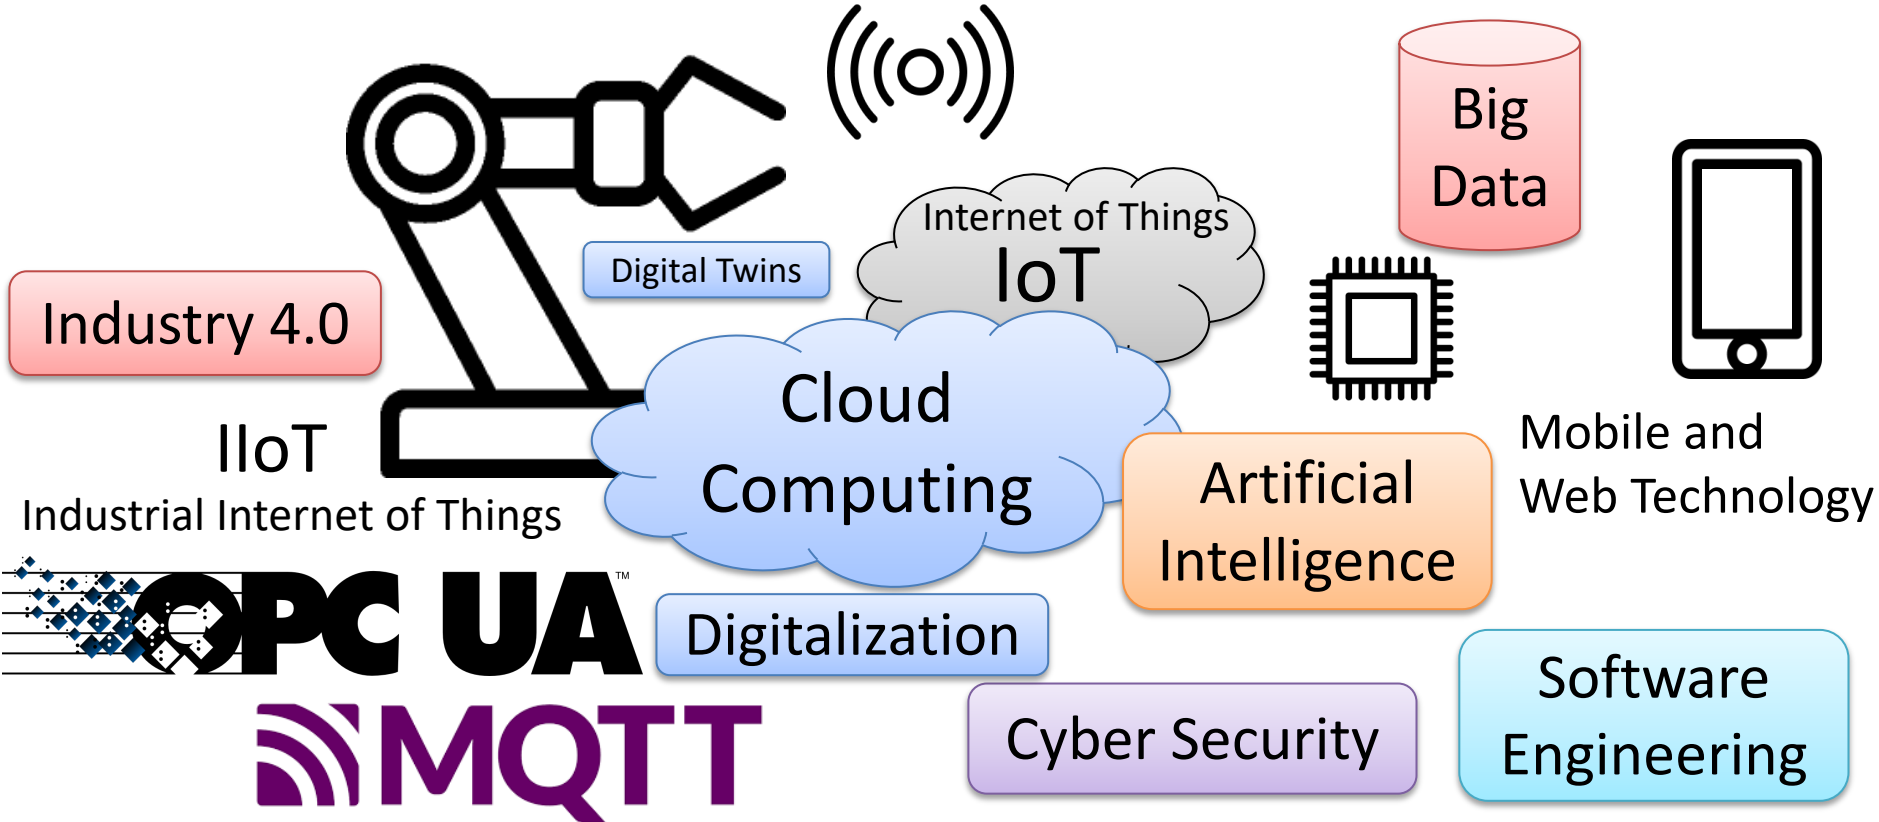 Big
Data
Internet of Things
IoT
Digital Twins
Industry 4.0
Cloud
Computing
IIoT
Industrial Internet of Things
Artificial
Intelligence
Mobile and
Web Technology
OPC UA™
Digitalization
MQTT
Cyber Security
Software
Engineering